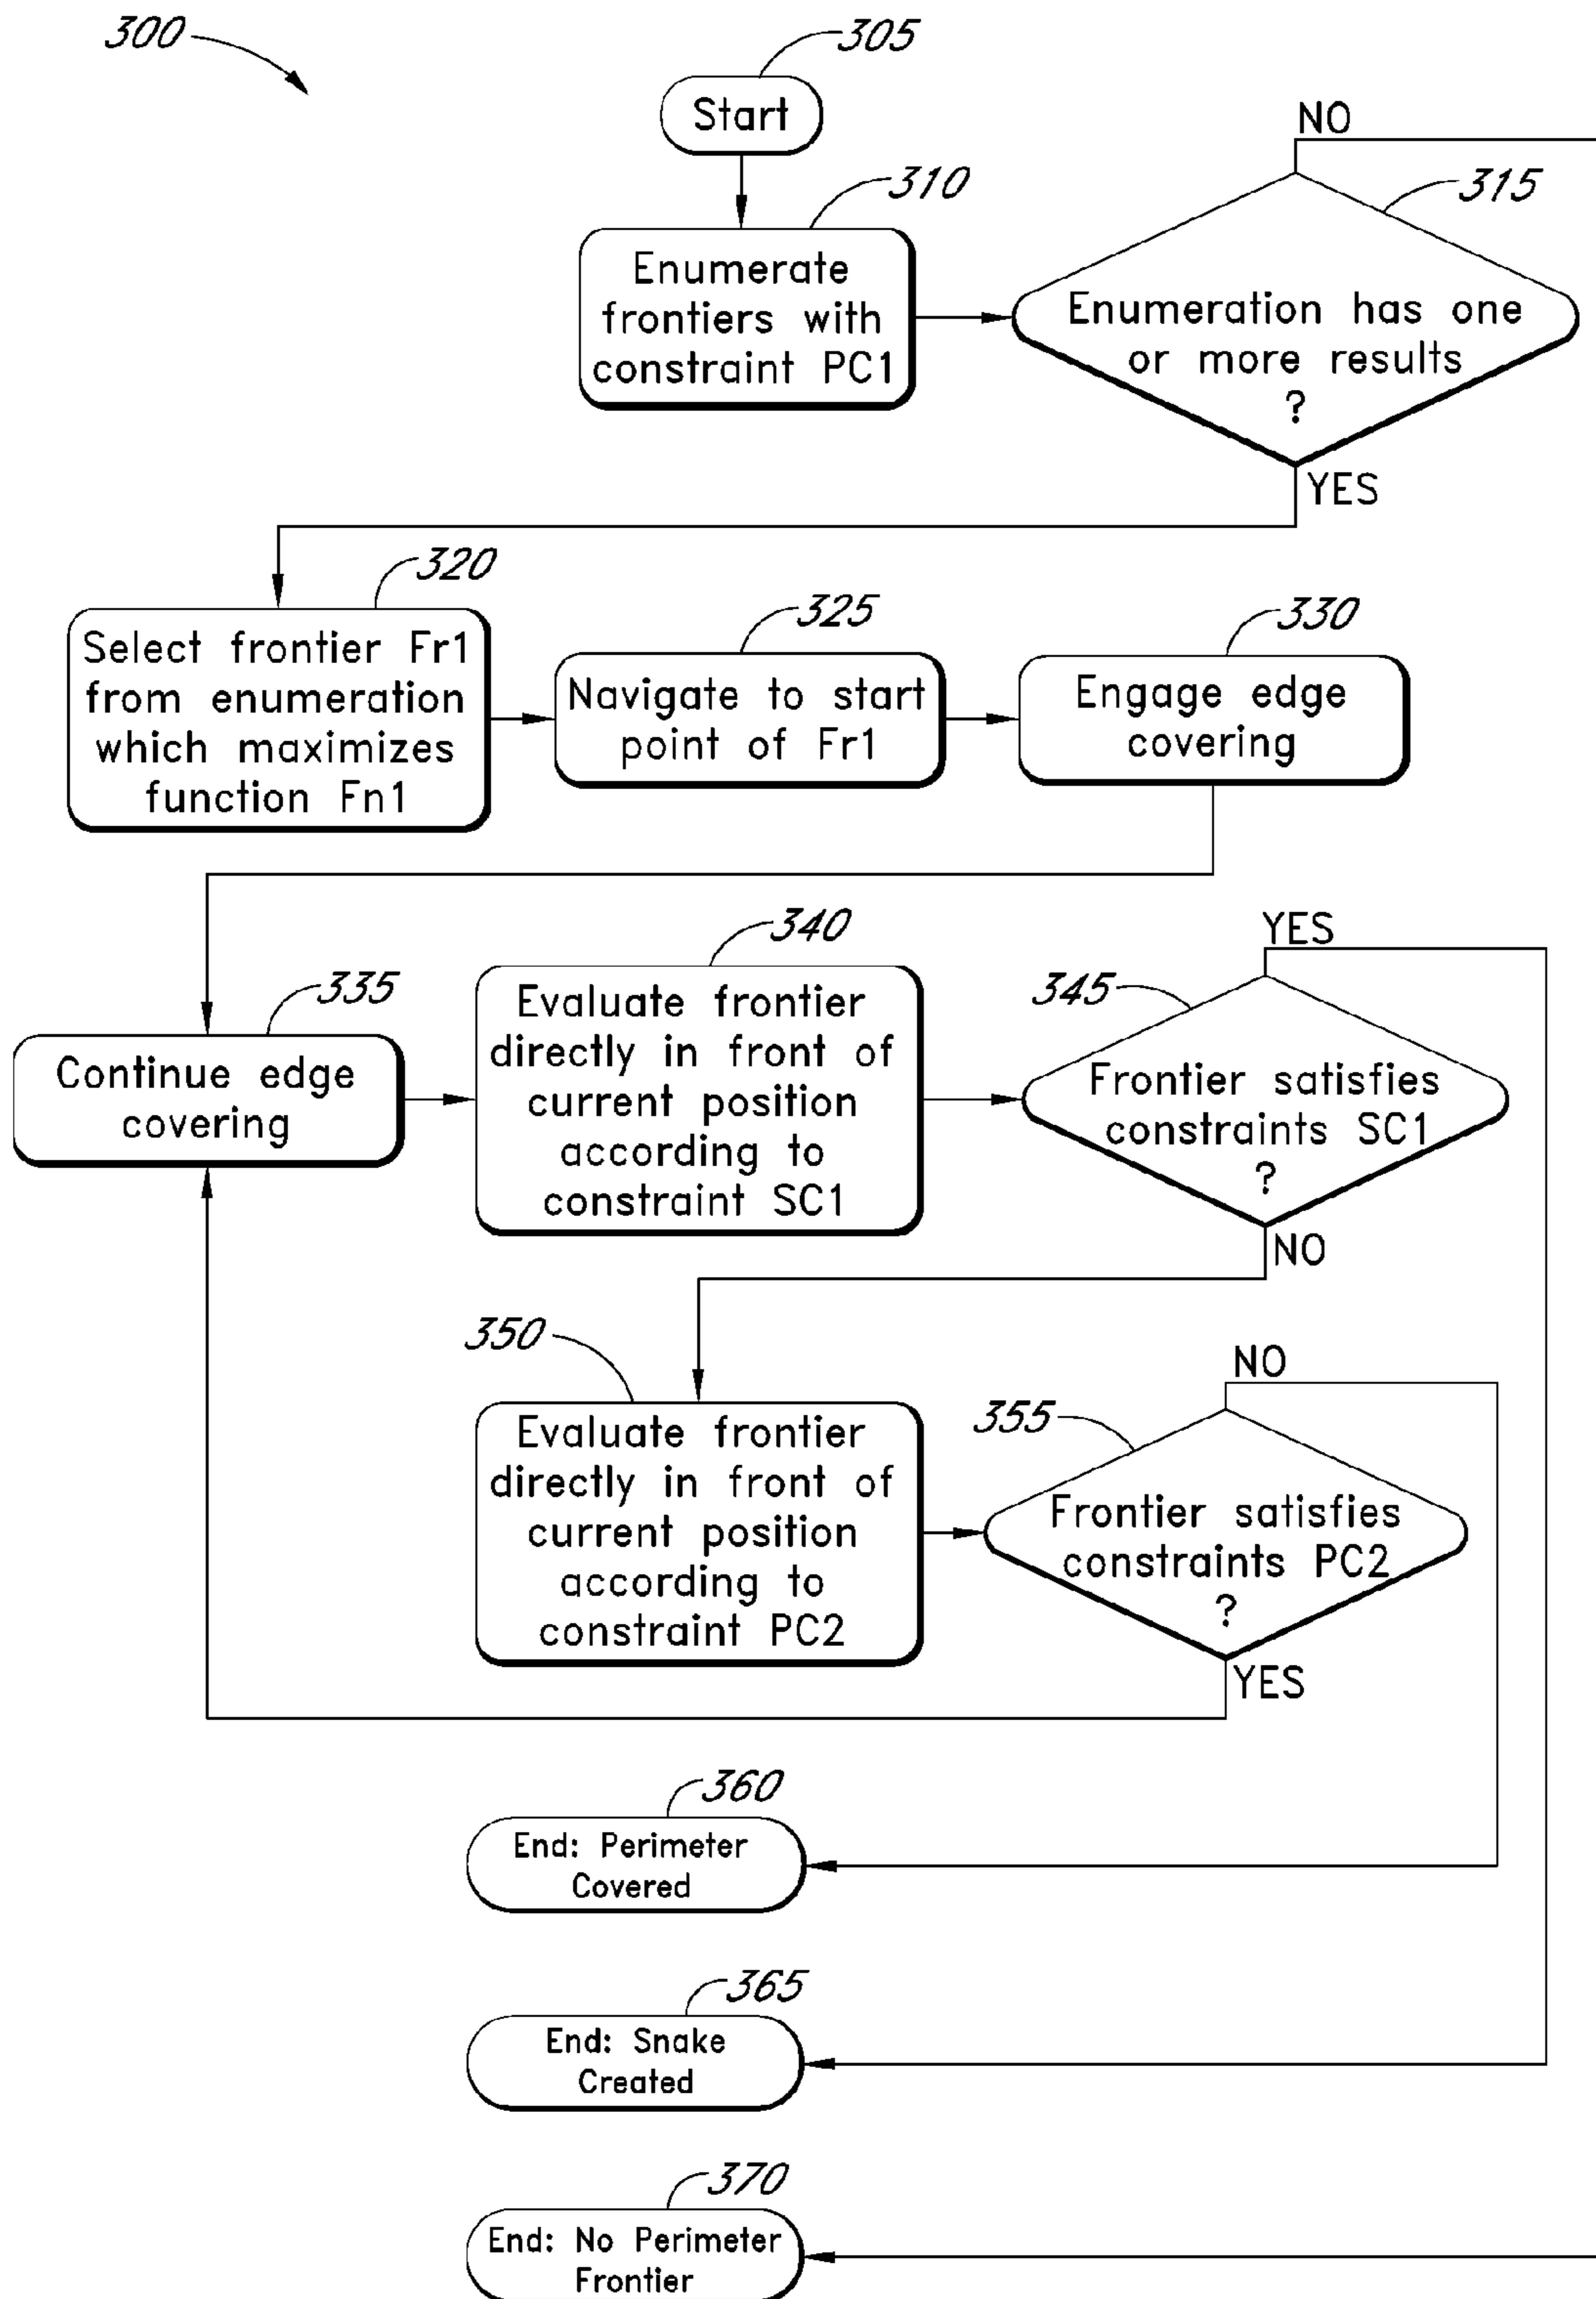 300
305
Start
310
Enumerate
frontiers with
constraint PC1
NO
315
Enumeration has one
or more results
?
YES
320
Select frontier Fr1
from enumeration
which maximizes
function Fn1
325
Navigate to start
point of Fr1
330
Engage edge
covering
335
Continue edge
covering
340
Evaluate frontier
directly in front of
current position
according to
constraint SC1
YES
345
Frontier satisfies
constraints SC1
?
NO
350
Evaluate frontier
directly in front of
current position
according to
constraint PC2
NO
355
Frontier satisfies
constraints PC2
?
YES
360
End: Perimeter
Covered
365
End: Snake
Created
370
End: No Perimeter
Frontier